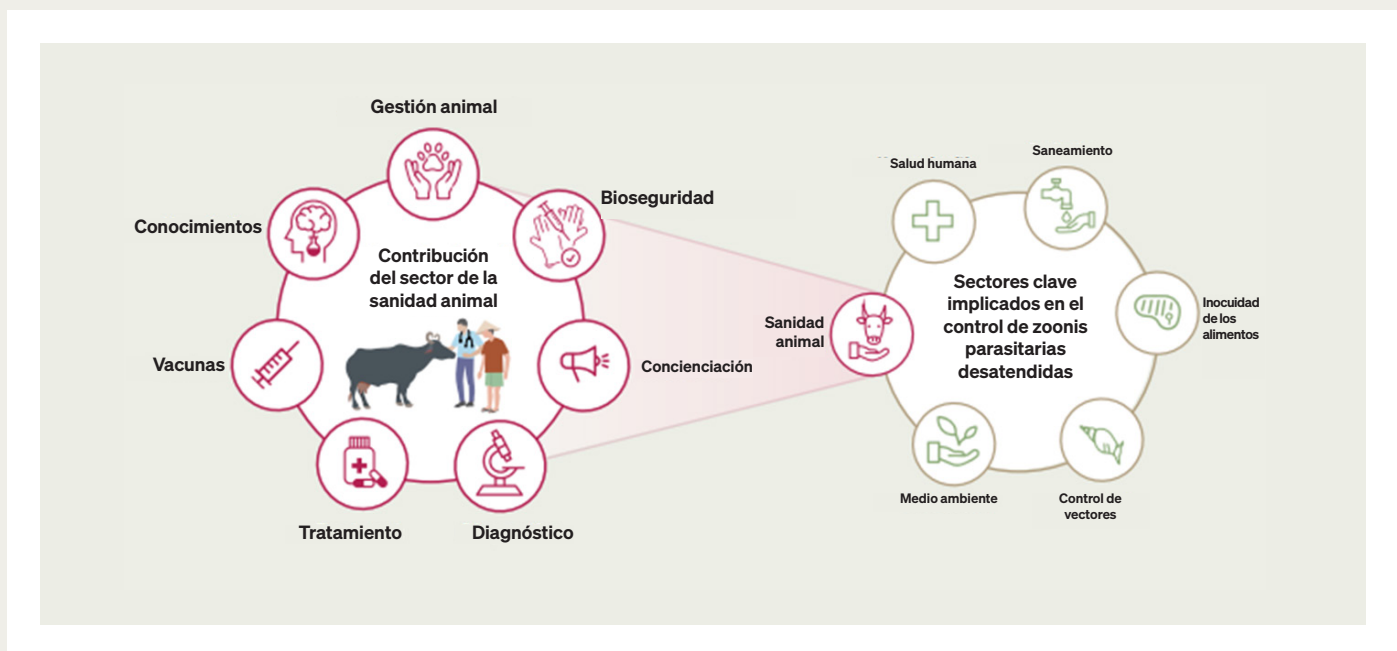 Gestión animal
Bioseguridad
Conocimientos
Contribución
del sector de la
sanidad animal
Vacunas
Concienciación
Tratamiento
Diagnóstico
Salud humana
Saneamiento
Sectores clave
implicados en el
control de zoonis
parasitarias
desatendidas
Sanidad
animal
Inocuidad
de los
alimentos
Medio ambiente
Control de
vectores